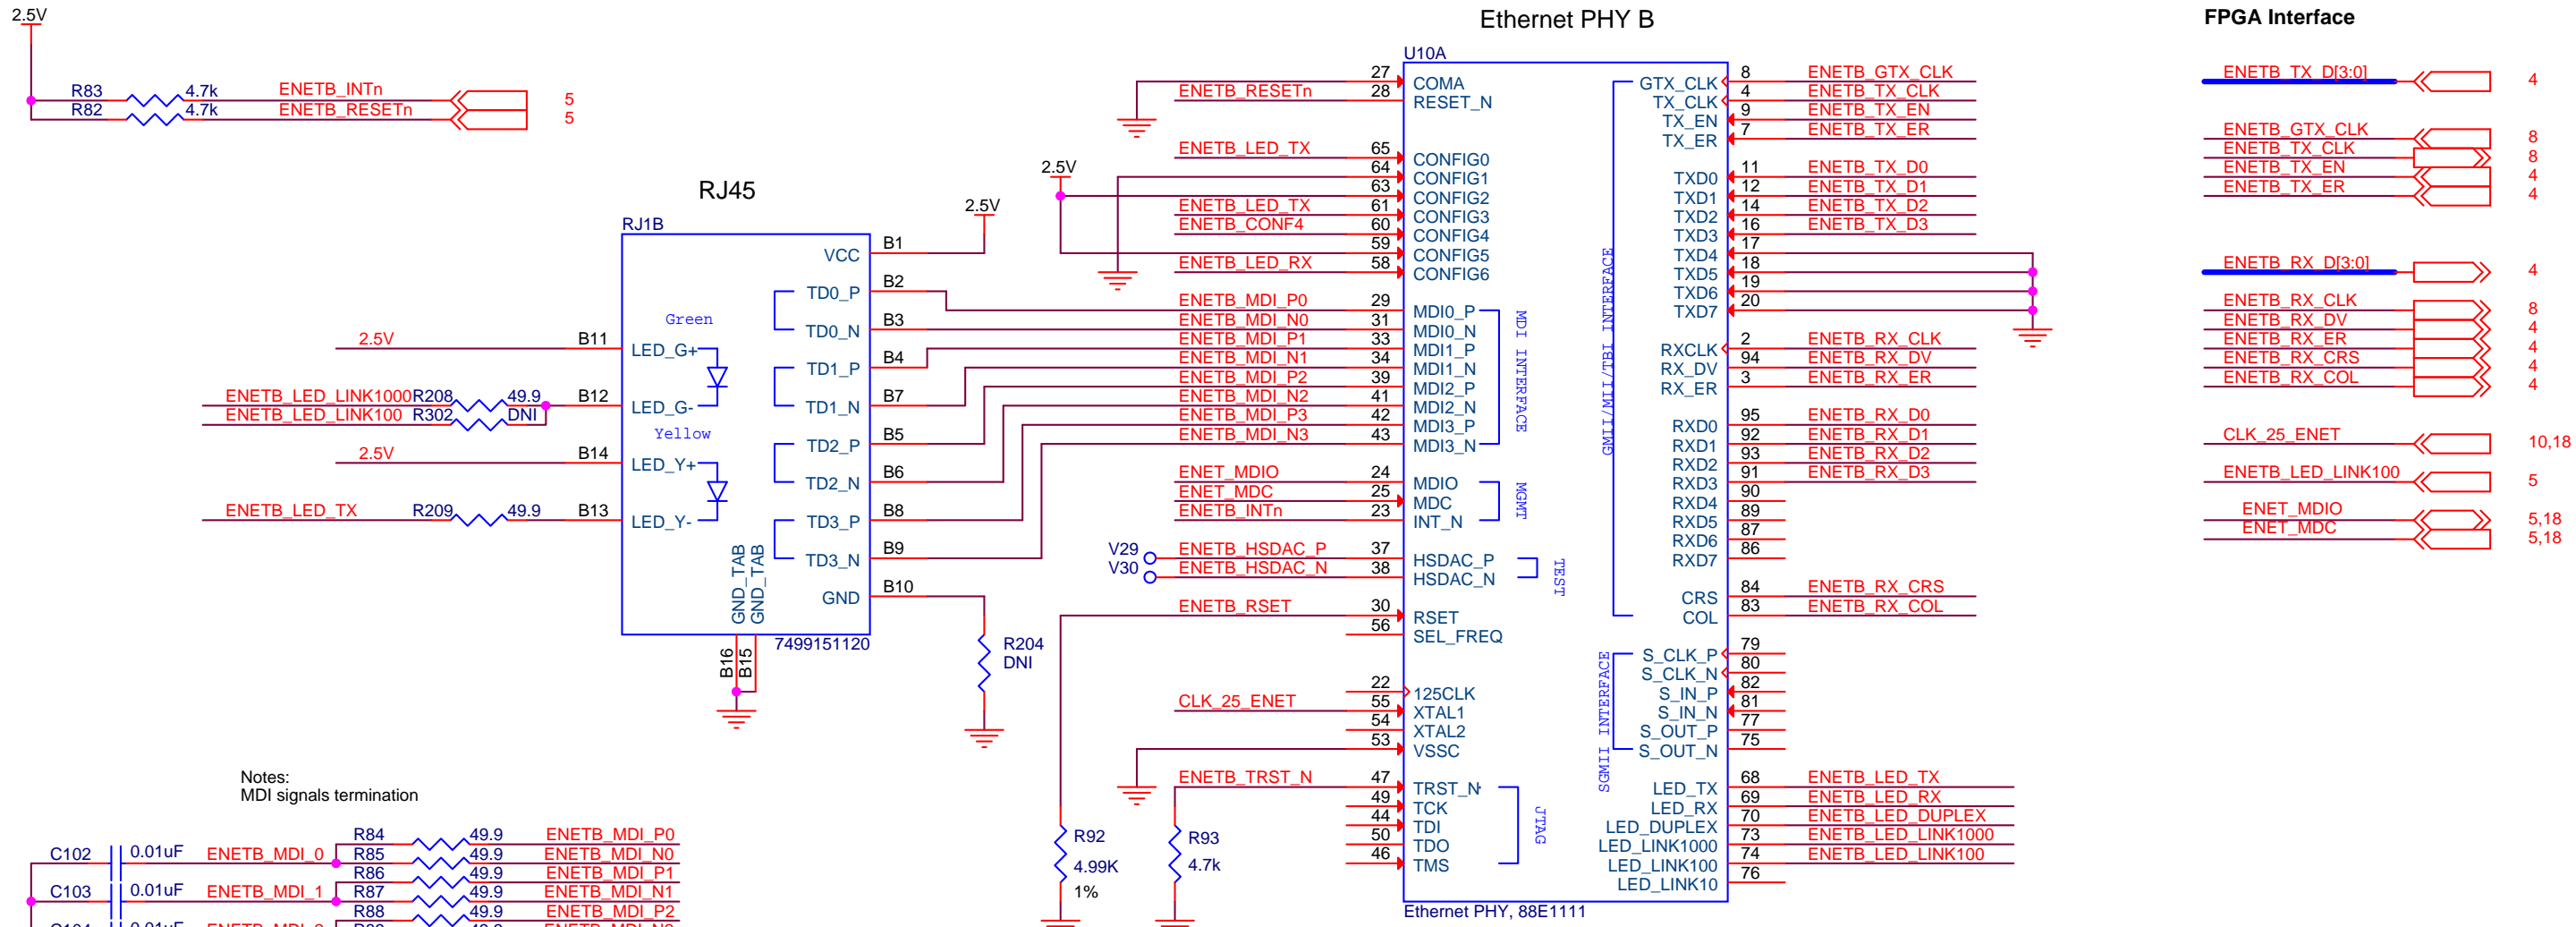 2.5V
R83 4.7k ENETB_INTn 5
R82 4.7k ENETB_RESETn 5
RJ45
RJ1B
2.5V
VCC B1
TD0_P B2
TD0_N B3
TD1_P B4
TD1_N B7
TD2_P B5
TD2_N B6
TD3_P B8
TD3_N B9
GND B10
Green
2.5V B11 LED_G+
ENETB_LED_LINK1000 R208 49.9 B12 LED_G-
ENETB_LED_LINK100 R302 DNI
Yellow
2.5V B14 LED_Y+
ENETB_LED_TX R209 49.9 B13 LED_Y-
GND_TAB
GND_TAB
B16
B15
7499151120
R204
DNI
Notes:
MDI signals termination
R84 49.9 ENETB_MDI_P0
C102 0.01uF ENETB_MDI_0 R85 49.9 ENETB_MDI_N0
R86 49.9 ENETB_MDI_P1
C103 0.01uF ENETB_MDI_1 R87 49.9 ENETB_MDI_N1
R88 49.9 ENETB_MDI_P2
Ethernet PHY B
U10A
27 COMA
ENETB_RESETn 28 RESET_N
ENETB_LED_TX 65 CONFIG0
64 CONFIG1
2.5V
63 CONFIG2
ENETB_LED_TX 61 CONFIG3
ENETB_CONF4 60 CONFIG4
59 CONFIG5
ENETB_LED_RX 58 CONFIG6
ENETB_MDI_P0 29 MDI0_P
ENETB_MDI_N0 31 MDI0_N
ENETB_MDI_P1 33 MDI1_P
ENETB_MDI_N1 34 MDI1_N
ENETB_MDI_P2 39 MDI2_P
ENETB_MDI_N2 41 MDI2_N
ENETB_MDI_P3 42 MDI3_P
ENETB_MDI_N3 43 MDI3_N
MDI INTERFACE
ENET_MDIO 24 MDIO
ENET_MDC 25 MDC
ENETB_INTn 23 INT_N
MGMT
V29 ENETB_HSDAC_P 37 HSDAC_P
V30 ENETB_HSDAC_N 38 HSDAC_N
TEST
ENETB_RSET 30 RSET
56 SEL_FREQ
22 125CLK
CLK_25_ENET 55 XTAL1
54 XTAL2
53 VSSC
ENETB_TRST_N 47 TRST_N
49 TCK
44 TDI
50 TDO
46 TMS
JTAG
R92
4.99K
1%
R93
4.7k
GTX_CLK 8 ENETB_GTX_CLK
TX_CLK 4 ENETB_TX_CLK
TX_EN 9 ENETB_TX_EN
TX_ER 7 ENETB_TX_ER
TXD0 11 ENETB_TX_D0
TXD1 12 ENETB_TX_D1
TXD2 14 ENETB_TX_D2
TXD3 16 ENETB_TX_D3
TXD4 17
TXD5 18
TXD6 19
TXD7 20
GMII/MII/TBI INTERFACE
RXCLK 2 ENETB_RX_CLK
RX_DV 94 ENETB_RX_DV
RX_ER 3 ENETB_RX_ER
RXD0 95 ENETB_RX_D0
RXD1 92 ENETB_RX_D1
RXD2 93 ENETB_RX_D2
RXD3 91 ENETB_RX_D3
RXD4 90
RXD5 89
RXD6 87
RXD7 86
CRS 84 ENETB_RX_CRS
COL 83 ENETB_RX_COL
S_CLK_P 79
S_CLK_N 80
S_IN_P 82
S_IN_N 81
S_OUT_P 77
S_OUT_N 75
SGMII INTERFACE
LED_TX 68 ENETB_LED_TX
LED_RX 69 ENETB_LED_RX
LED_DUPLEX 70 ENETB_LED_DUPLEX
LED_LINK1000 73 ENETB_LED_LINK1000
LED_LINK100 74 ENETB_LED_LINK100
LED_LINK10 76
Ethernet PHY, 88E1111
FPGA Interface
ENETB_TX_D[3:0] 4
ENETB_GTX_CLK 8
ENETB_TX_CLK 8
ENETB_TX_EN 4
ENETB_TX_ER 4
ENETB_RX_D[3:0] 4
ENETB_RX_CLK 8
ENETB_RX_DV 4
ENETB_RX_ER 4
ENETB_RX_CRS 4
ENETB_RX_COL 4
CLK_25_ENET 10,18
ENETB_LED_LINK100 5
ENET_MDIO 5,18
ENET_MDC 5,18